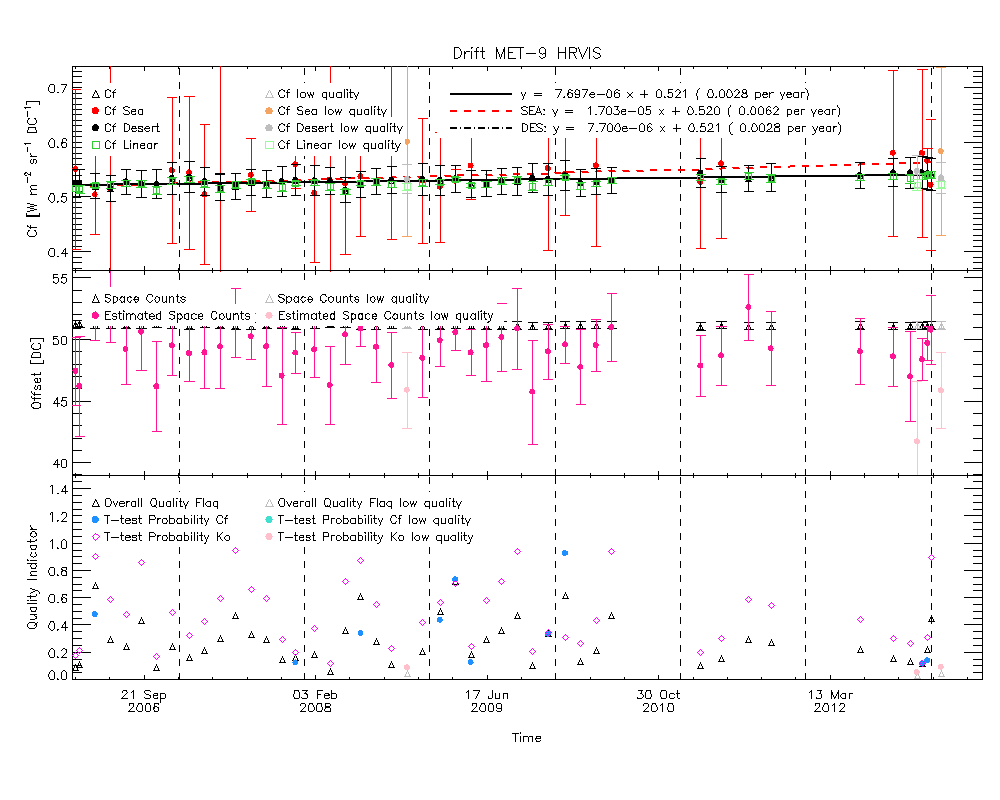 Drift MET-9 HRVIS
Cf [W m⁻² sr⁻¹ DC⁻¹]
0.7
0.6
0.5
0.4
Cf
Cf Sea
Cf Desert
Cf Linear
Cf low quality
Cf Sea low quality
Cf Desert low quality
Cf Linear low quality
y = 7.697e-06 x + 0.521 ( 0.0028 per year)
SEA: y = 1.703e-05 x + 0.520 ( 0.0062 per year)
DES: y = 7.700e-06 x + 0.521 ( 0.0028 per year)
Offset [DC]
55
50
45
40
Space Counts
Estimated Space Counts
Space Counts low quality
Estimated Space Counts low quality
Quality Indicator
1.4
1.2
1.0
0.8
0.6
0.4
0.2
0.0
Overall Quality Flag
T-test Probability Cf
T-test Probability Ko
Overall Quality Flag low quality
T-test Probability Cf low quality
T-test Probability Ko low quality
21 Sep 2006
03 Feb 2008
17 Jun 2009
30 Oct 2010
13 Mar 2012
Time